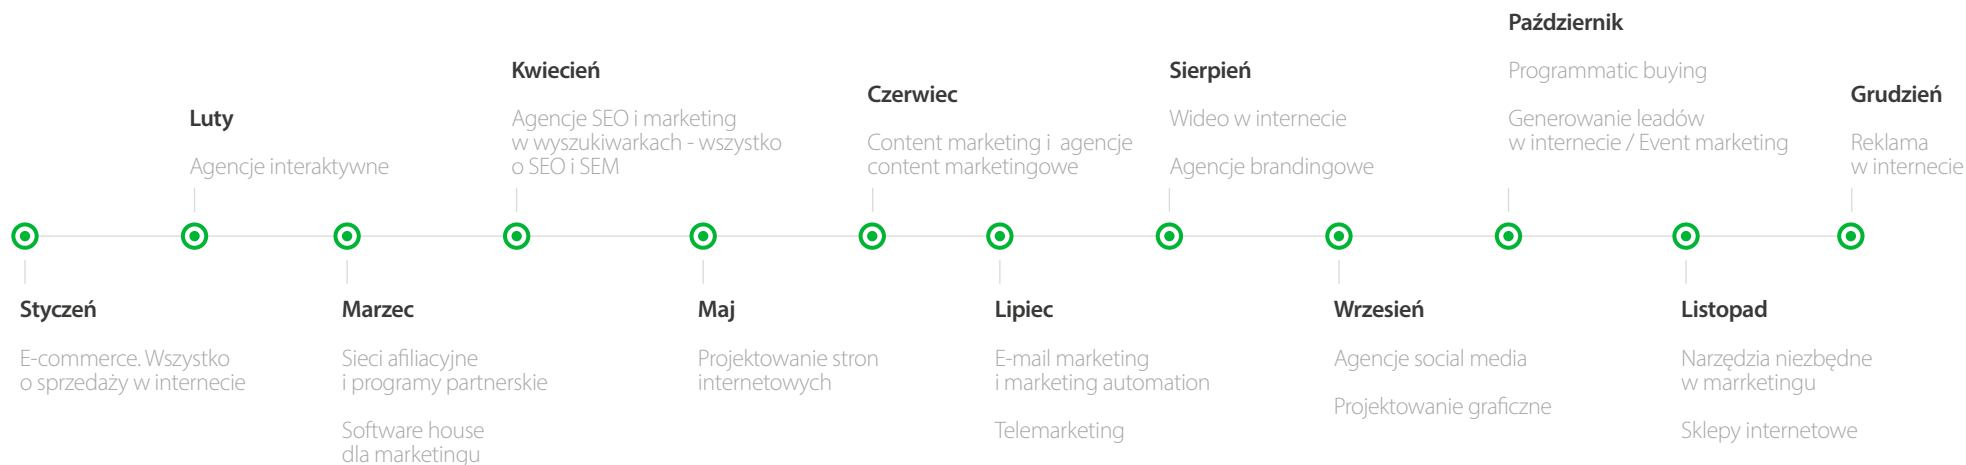 Styczeń
E-commerce. Wszystko
o sprzedaży w internecie
Luty
Agencje interaktywne
Marzec
Sieci afiliacyjne
i programy partnerskie
Software house
dla marketingu
Kwiecień
Agencje SEO i marketing
w wyszukiwarkach - wszystko
o SEO i SEM
Maj
Projektowanie stron
internetowych
Czerwiec
Content marketing i agencje
content marketingowe
Lipiec
E-mail marketing
i marketing automation
Telemarketing
Sierpień
Wideo w internecie
Agencje brandingowe
Wrzesień
Agencje social media
Projektowanie graficzne
Październik
Programmatic buying
Generowanie leadów
w internecie / Event marketing
Listopad
Narzędzia niezbędne
w marrketingu
Sklepy internetowe
Grudzień
Reklama
w internecie